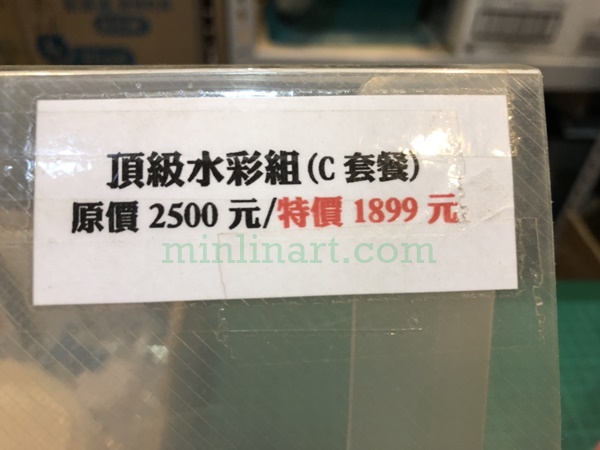 頂級水彩組(C 套餐)
原價 2500 元/特價 1899 元
minlinart.com